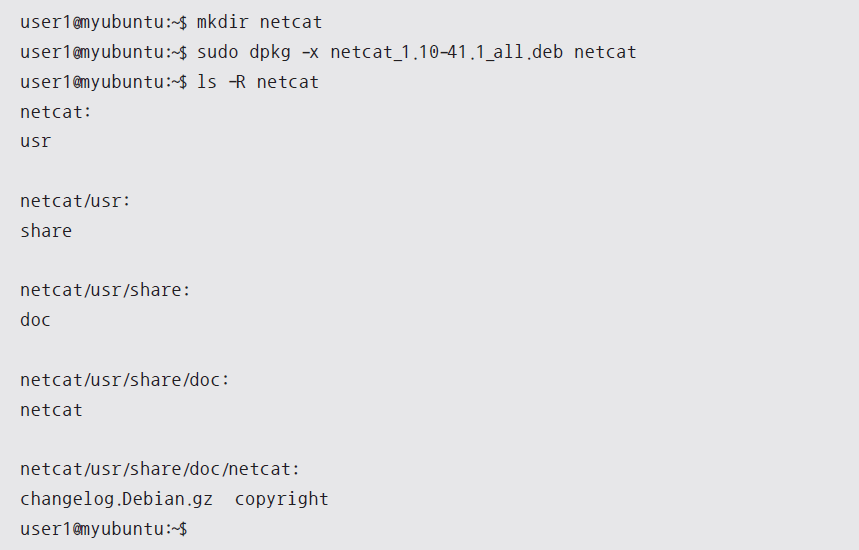 user1@myubuntu:~$ mkdir netcat
user1@myubuntu:~$ sudo dpkg -x netcat_1.10-41.1_all.deb netcat
user1@myubuntu:~$ ls -R netcat
netcat:
usr
netcat/usr:
share
netcat/usr/share:
doc
netcat/usr/share/doc:
netcat
netcat/usr/share/doc/netcat:
changelog.Debian.gz  copyright
user1@myubuntu:~$